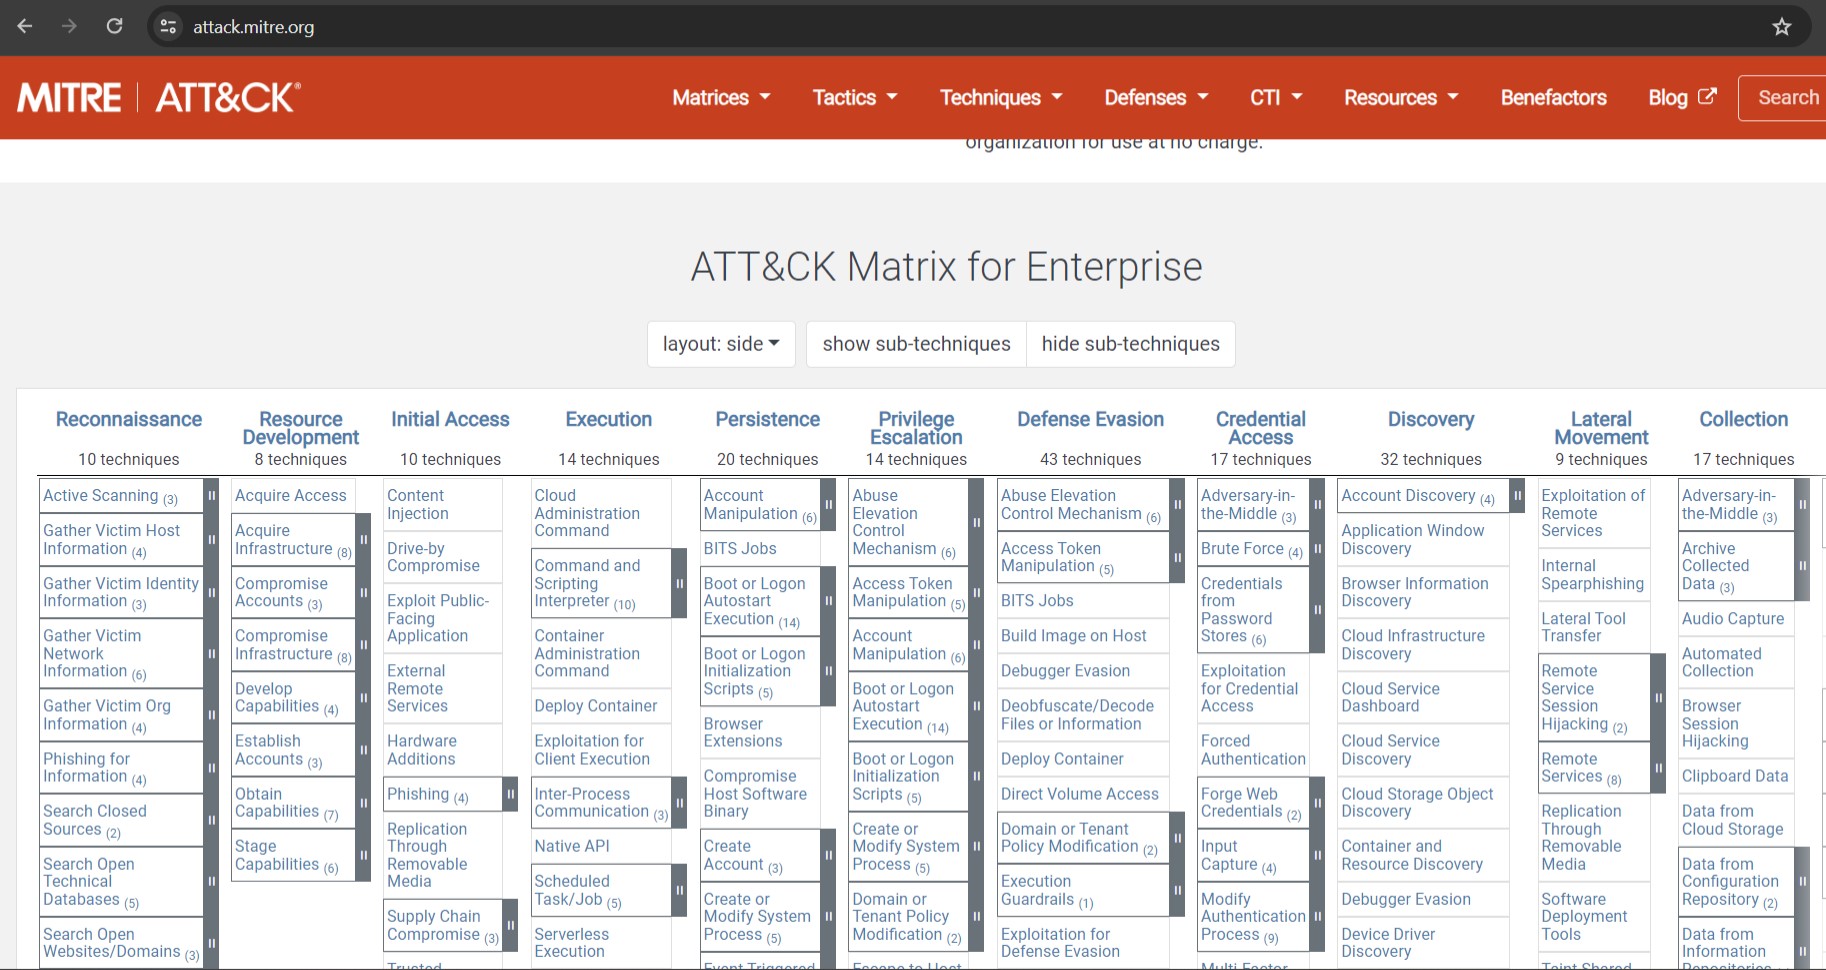 attack.mitre.org
MITRE | ATT&CK®
Matrices
Tactics
Techniques
Defenses
CTI
Resources
Benefactors
Blog
Search
organization for use at no charge.
ATT&CK Matrix for Enterprise
layout: side
show sub-techniques
hide sub-techniques
Reconnaissance
10 techniques
Active Scanning (3)
Gather Victim Host
Information (4)
Gather Victim Identity
Information (3)
Gather Victim
Network
Information (6)
Gather Victim Org
Information (4)
Phishing for
Information (4)
Search Closed
Sources (2)
Search Open
Technical
Databases (5)
Search Open
Websites/Domains (3)
Resource
Development
8 techniques
Acquire Access
Acquire
Infrastructure (8)
Compromise
Accounts (3)
Compromise
Infrastructure (8)
Develop
Capabilities (4)
Establish
Accounts (3)
Obtain
Capabilities (7)
Stage
Capabilities (6)
Initial Access
10 techniques
Content
Injection
Drive-by
Compromise
Exploit Public-
Facing
Application
External
Remote
Services
Hardware
Additions
Phishing (4)
Replication
Through
Removable
Media
Supply Chain
Compromise (3)
Trusted
Execution
14 techniques
Cloud
Administration
Command
Command and
Scripting
Interpreter (10)
Container
Administration
Command
Deploy Container
Exploitation for
Client Execution
Inter-Process
Communication (3)
Native API
Scheduled
Task/Job (5)
Serverless
Execution
Persistence
20 techniques
Account
Manipulation (6)
BITS Jobs
Boot or Logon
Autostart
Execution (14)
Boot or Logon
Initialization
Scripts (5)
Browser
Extensions
Compromise
Host Software
Binary
Create
Account (3)
Create or
Modify System
Process (5)
Event Triggered
Privilege
Escalation
14 techniques
Abuse
Elevation
Control
Mechanism (6)
Access Token
Manipulation (5)
Account
Manipulation (6)
Boot or Logon
Autostart
Execution (14)
Boot or Logon
Initialization
Scripts (5)
Create or
Modify System
Process (5)
Domain or
Tenant Policy
Modification (2)
Escape to Host
Defense Evasion
43 techniques
Abuse Elevation
Control Mechanism (6)
Access Token
Manipulation (5)
BITS Jobs
Build Image on Host
Debugger Evasion
Deobfuscate/Decode
Files or Information
Deploy Container
Direct Volume Access
Domain or Tenant
Policy Modification (2)
Execution
Guardrails (1)
Exploitation for
Defense Evasion
Credential
Access
17 techniques
Adversary-in-
the-Middle (3)
Brute Force (4)
Credentials
from
Password
Stores (6)
Exploitation
for Credential
Access
Forced
Authentication
Forge Web
Credentials (2)
Input
Capture (4)
Modify
Authentication
Process (9)
Multi-Factor
Discovery
32 techniques
Account Discovery (4)
Application Window
Discovery
Browser Information
Discovery
Cloud Infrastructure
Discovery
Cloud Service
Dashboard
Cloud Service
Discovery
Cloud Storage Object
Discovery
Container and
Resource Discovery
Debugger Evasion
Device Driver
Discovery
Lateral
Movement
9 techniques
Exploitation of
Remote
Services
Internal
Spearphishing
Lateral Tool
Transfer
Remote
Service
Session
Hijacking (2)
Remote
Services (8)
Replication
Through
Removable
Media
Software
Deployment
Tools
Taint Shared
Collection
17 techniques
Adversary-in-
the-Middle (3)
Archive
Collected
Data (3)
Audio Capture
Automated
Collection
Browser
Session
Hijacking
Clipboard Data
Data from
Cloud Storage
Data from
Configuration
Repository (2)
Data from
Information
Repositories